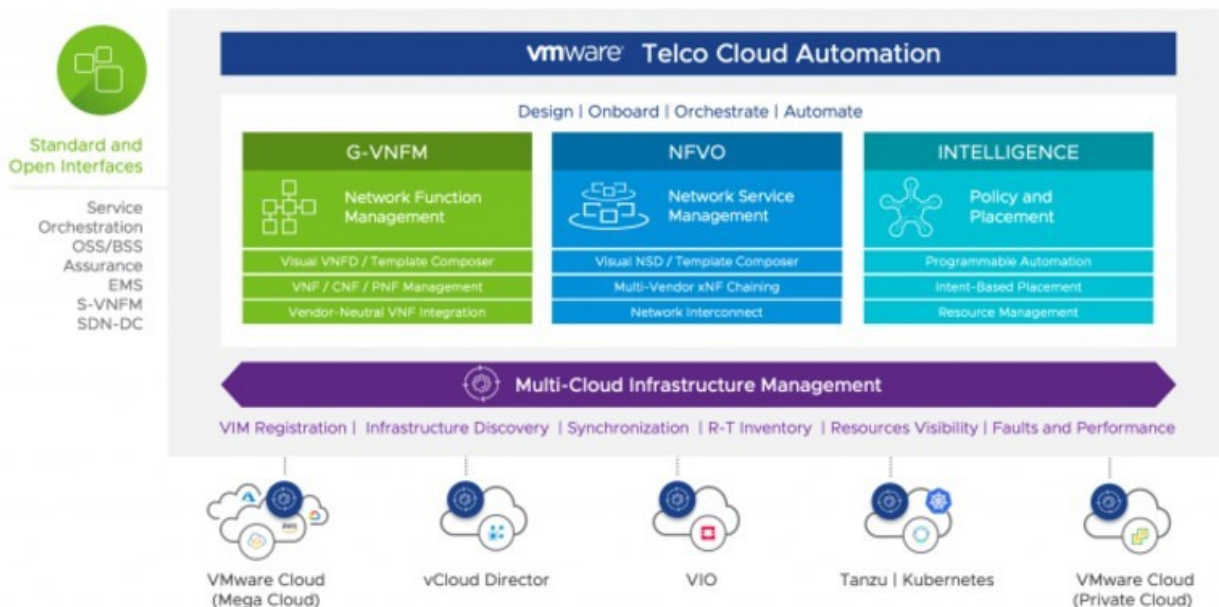 vmware Telco Cloud Automation
Standard and
Open Interfaces
Service
Orchestration
OSS/BSS
Assurance
EMS
S-VNFM
SDN-DC
Design | Onboard | Orchestrate | Automate
G-VNFM
Network Function
Management
Visual VNFD / Template Composer
VNF / CNF / PNF Management
Vendor-Neutral VNF Integration
NFVO
Network Service
Management
Visual NSD / Template Composer
Multi-Vendor xNF Chaining
Network Interconnect
INTELLIGENCE
Policy and
Placement
Programmable Automation
Intent-Based Placement
Resource Management
Multi-Cloud Infrastructure Management
VIM Registration | Infrastructure Discovery | Synchronization | R-T Inventory | Resources Visibility | Faults and Performance
aws
VMware Cloud
(Mega Cloud)
vCloud Director
VIO
Tanzu | Kubernetes
VMware Cloud
(Private Cloud)